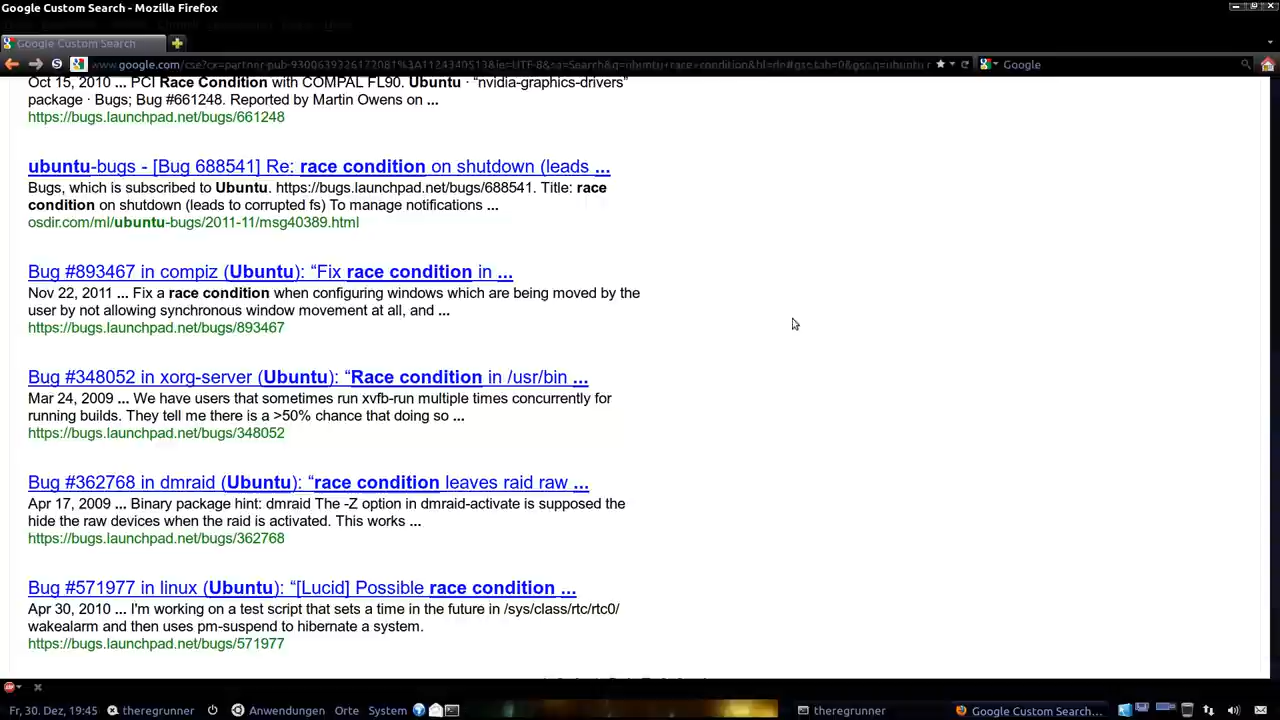 Google Custom Search - Mozilla Firefox
Google Custom Search
Google
Oct 15, 2010 ... PCI Race Condition with COMPAL FL90. Ubuntu · “nvidia-graphics-drivers”
package · Bugs; Bug #661248. Reported by Martin Owens on ...
https://bugs.launchpad.net/bugs/661248
ubuntu-bugs - [Bug 688541] Re: race condition on shutdown (leads ...
Bugs, which is subscribed to Ubuntu. https://bugs.launchpad.net/bugs/688541. Title: race
condition on shutdown (leads to corrupted fs) To manage notifications ...
osdir.com/ml/ubuntu-bugs/2011-11/msg40389.html
Bug #893467 in compiz (Ubuntu): “Fix race condition in ...
Nov 22, 2011 ... Fix a race condition when configuring windows which are being moved by the
user by not allowing synchronous window movement at all, and ...
https://bugs.launchpad.net/bugs/893467
Bug #348052 in xorg-server (Ubuntu): “Race condition in /usr/bin ...
Mar 24, 2009 ... We have users that sometimes run xvfb-run multiple times concurrently for
running builds. They tell me there is a >50% chance that doing so ...
https://bugs.launchpad.net/bugs/348052
Bug #362768 in dmraid (Ubuntu): “race condition leaves raid raw ...
Apr 17, 2009 ... Binary package hint: dmraid The -Z option in dmraid-activate is supposed the
hide the raw devices when the raid is activated. This works ...
https://bugs.launchpad.net/bugs/362768
Bug #571977 in linux (Ubuntu): “[Lucid] Possible race condition ...
Apr 30, 2010 ... I'm working on a test script that sets a time in the future in /sys/class/rtc/rtc0/
wakealarm and then uses pm-suspend to hibernate a system.
https://bugs.launchpad.net/bugs/571977
Fr, 30. Dez, 19:45 theregrunner Anwendungen Orte System theregrunner Google Custom Search...